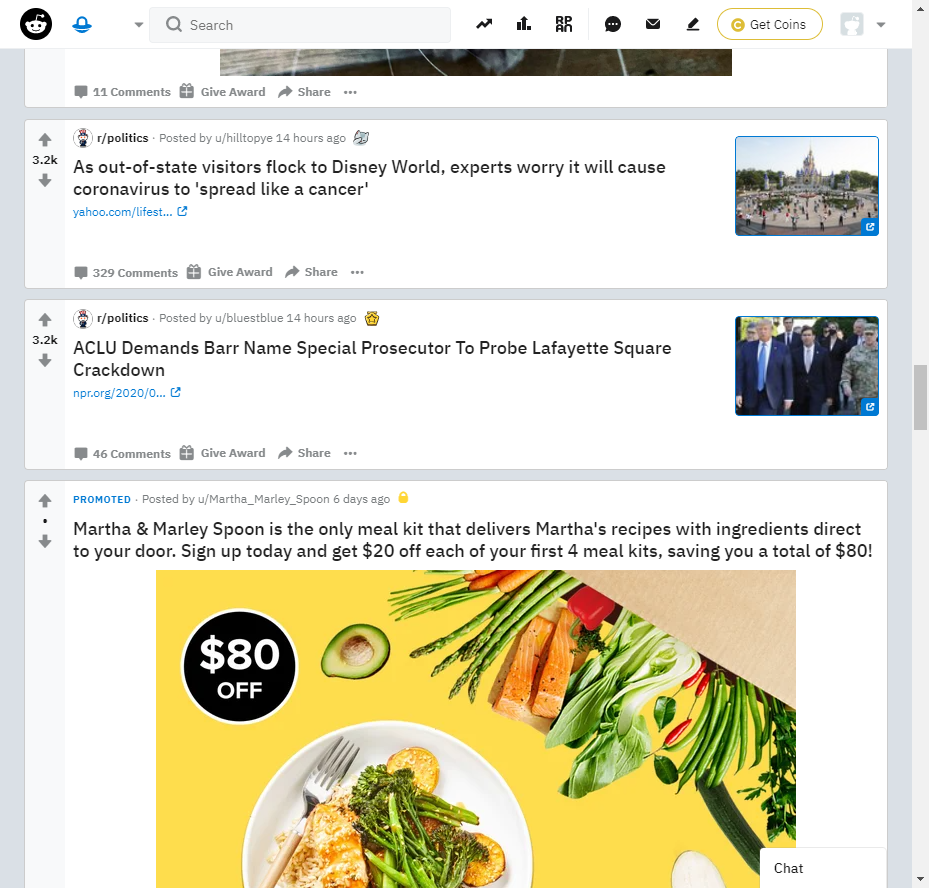 Search
Get Coins
11 Comments Give Award Share
r/politics · Posted by u/hilltopye 14 hours ago
3.2k
As out-of-state visitors flock to Disney World, experts worry it will cause
coronavirus to 'spread like a cancer'
yahoo.com/lifest...
329 Comments Give Award Share
r/politics · Posted by u/bluestblue 14 hours ago
3.2k
ACLU Demands Barr Name Special Prosecutor To Probe Lafayette Square
Crackdown
npr.org/2020/0...
46 Comments Give Award Share
PROMOTED · Posted by u/Martha_Marley_Spoon 6 days ago
•
Martha & Marley Spoon is the only meal kit that delivers Martha's recipes with ingredients direct
to your door. Sign up today and get $20 off each of your first 4 meal kits, saving you a total of $80!
$80
OFF
Chat